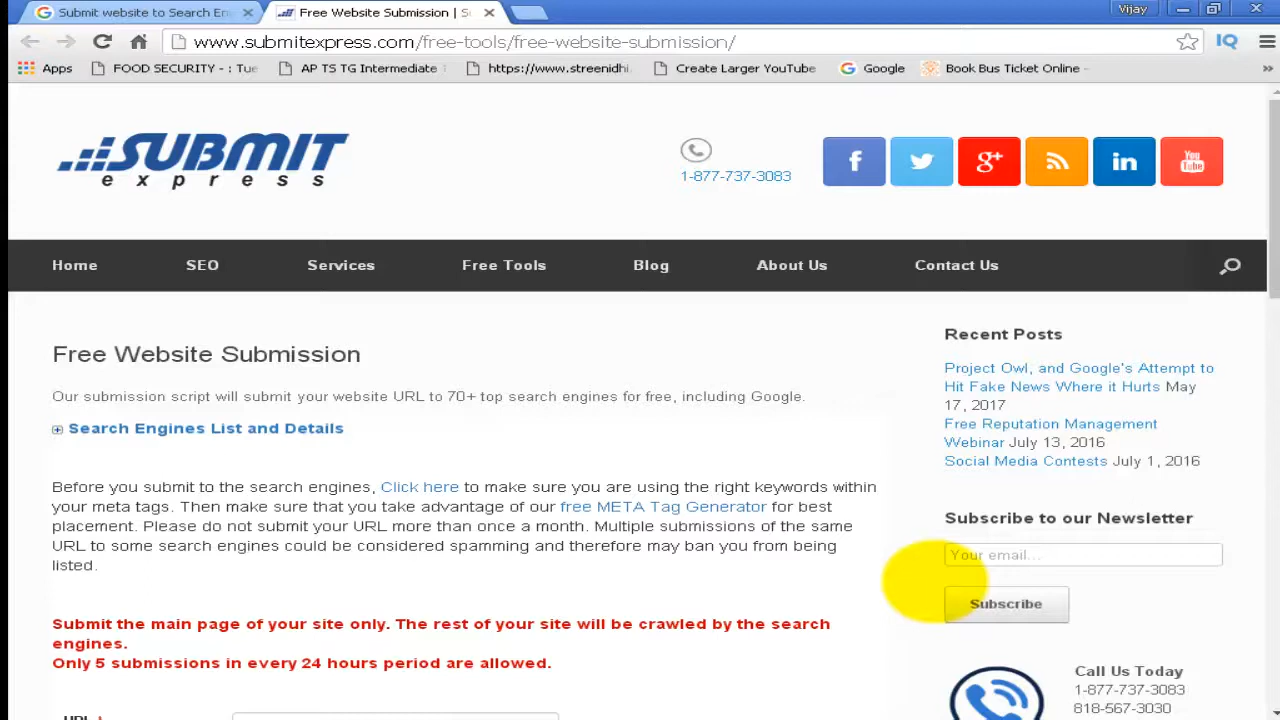 Submit website to Search En
Free Website Submission | S
Vijay
www.submitexpress.com/free-tools/free-website-submission/
IQ
Apps
FOOD SECURITY - : Tue
AP TS TG Intermediate
https://www.streenidhi.
Create Larger YouTube
Google
Book Bus Ticket Online -
SUBMIT
express
1-877-737-3083
f
g+
in
You
Tube
Home
SEO
Services
Free Tools
Blog
About Us
Contact Us
Free Website Submission
Our submission script will submit your website URL to 70+ top search engines for free, including Google.
Search Engines List and Details
Before you submit to the search engines, Click here to make sure you are using the right keywords within
your meta tags. Then make sure that you take advantage of our free META Tag Generator for best
placement. Please do not submit your URL more than once a month. Multiple submissions of the same
URL to some search engines could be considered spamming and therefore may ban you from being
listed.
Submit the main page of your site only. The rest of your site will be crawled by the search
engines.
Only 5 submissions in every 24 hours period are allowed.
URL *
Recent Posts
Project Owl, and Google's Attempt to
Hit Fake News Where it Hurts May
17, 2017
Free Reputation Management
Webinar July 13, 2016
Social Media Contests July 1, 2016
Subscribe to our Newsletter
Your email...
Subscribe
Call Us Today
1-877-737-3083
818-567-3030